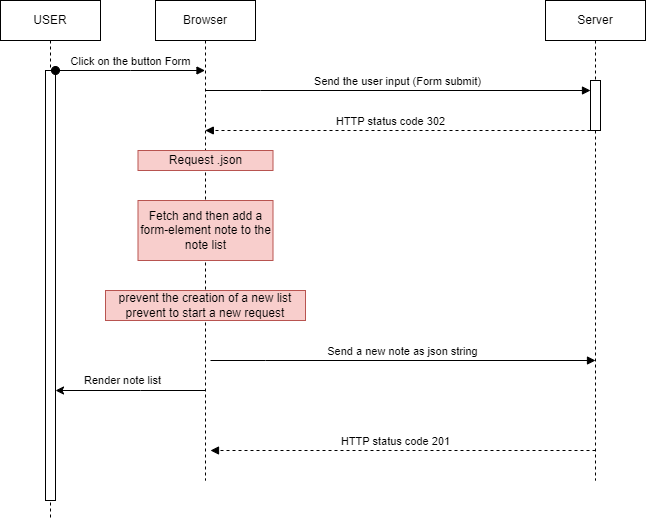 USER
Browser
Server
Click on the button Form
Send the user input (Form submit)
HTTP status code 302
Request .json
Fetch and then add a
form-element note to the
note list
prevent the creation of a new list
prevent to start a new request
Send a new note as json string
Render note list
HTTP status code 201